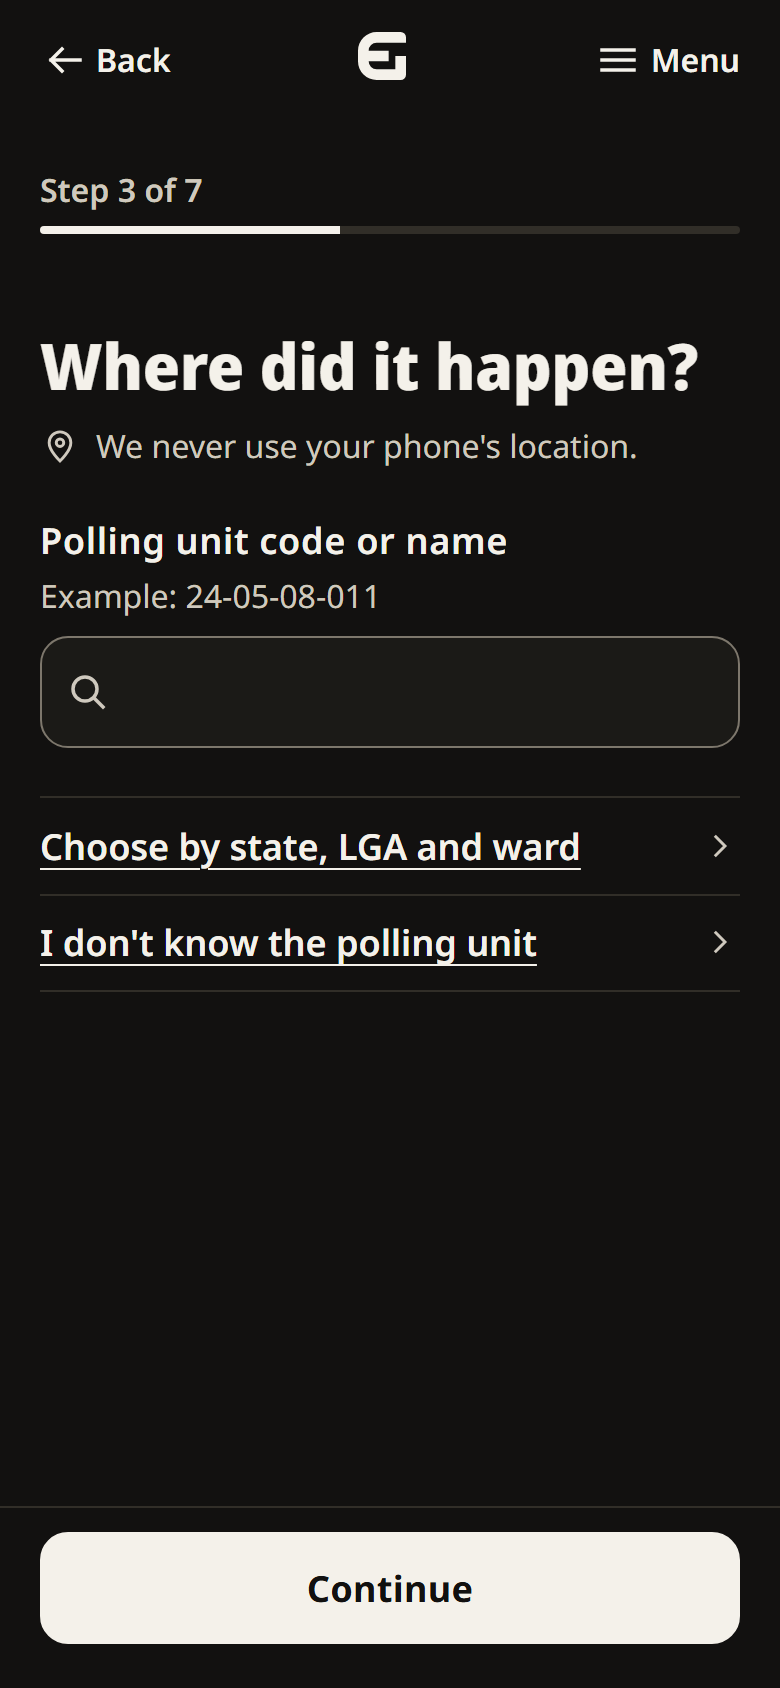 Back
Menu
Step 3 of 7
Where did it happen?
We never use your phone's location.
Polling unit code or name
Example: 24-05-08-011
Choose by state, LGA and ward
I don't know the polling unit
Continue